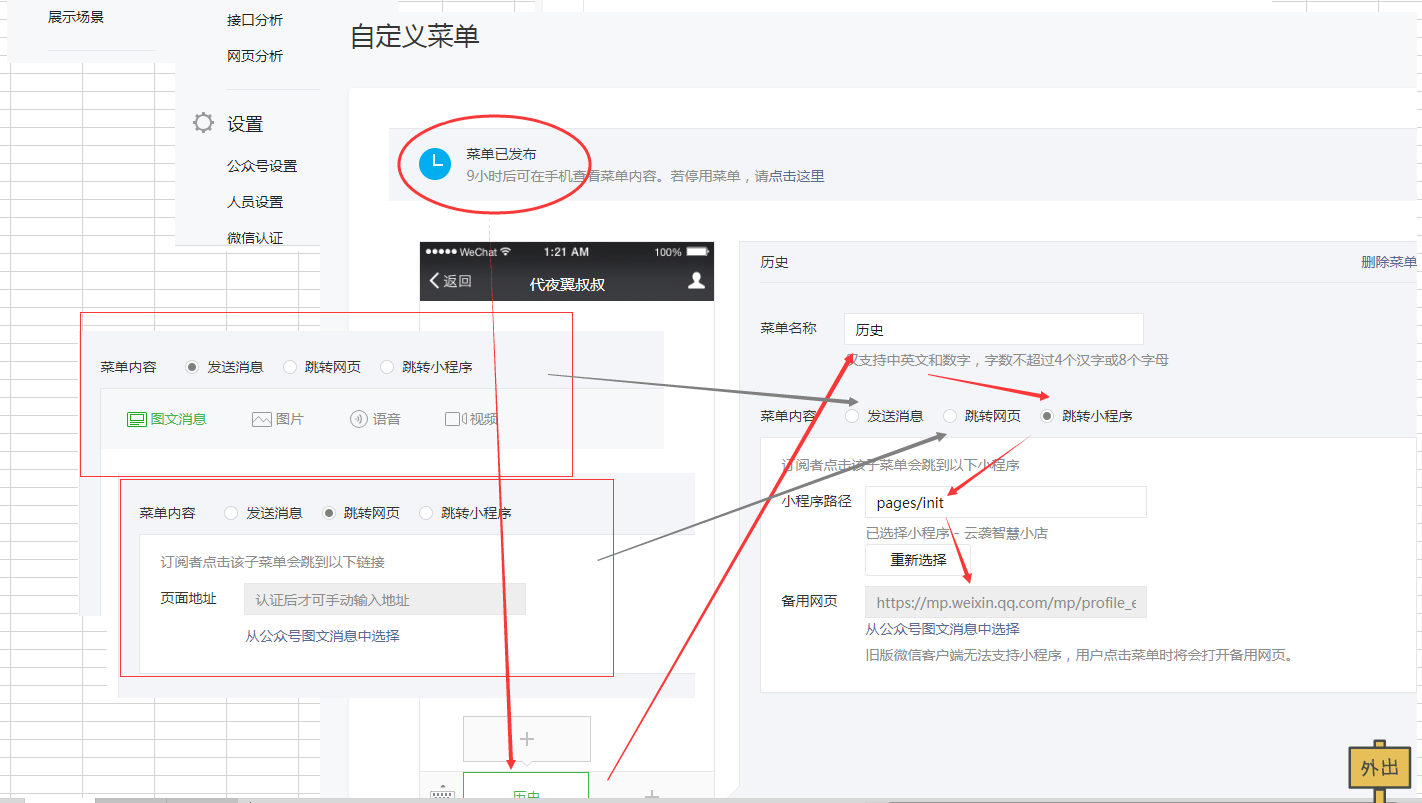 展示场景
接口分析
网页分析
设置
公众号设置
人员设置
微信认证
自定义菜单
菜单已发布
9小时后可在手机查看菜单内容。若停用菜单，请点击这里
WeChat 1:21 AM 100%
返回 代夜翼叔叔
菜单内容 发送消息 跳转网页 跳转小程序
图文消息 图片 语音 视频
菜单内容 发送消息 跳转网页 跳转小程序
订阅者点击该子菜单会跳到以下链接
页面地址 认证后才可手动输入地址
从公众号图文消息中选择
历史
历史 删除菜单
菜单名称 历史
仅支持中英文和数字，字数不超过4个汉字或8个字母
菜单内容 发送消息 跳转网页 跳转小程序
订阅者点击该子菜单会跳到以下小程序
小程序路径 pages/init
已选择小程序 - 云袭智慧小店
重新选择
备用网页 https://mp.weixin.qq.com/mp/profile_e
从公众号图文消息中选择
旧版微信客户端无法支持小程序，用户点击菜单时将会打开备用网页。
外出